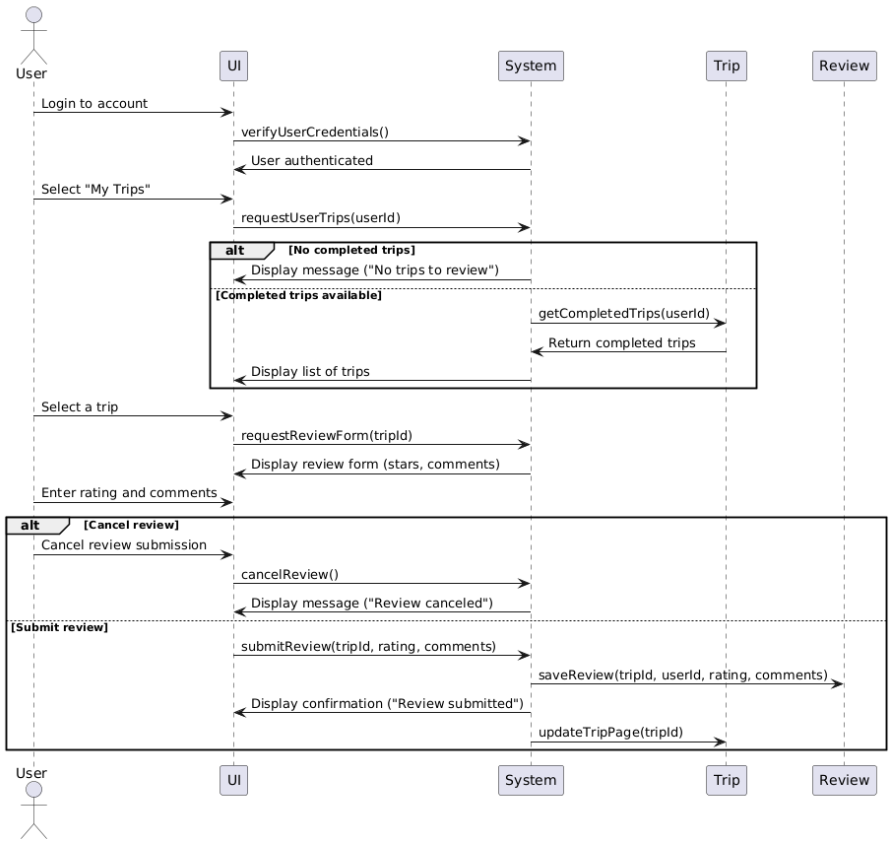 User
UI
System
Trip
Review
Login to account
verifyUserCredentials()
User authenticated
Select "My Trips"
requestUserTrips(userId)
alt [No completed trips]
Display message ("No trips to review")
[Completed trips available]
getCompletedTrips(userId)
Return completed trips
Display list of trips
Select a trip
requestReviewForm(tripId)
Display review form (stars, comments)
Enter rating and comments
alt [Cancel review]
Cancel review submission
cancelReview()
Display message ("Review canceled")
[Submit review]
submitReview(tripId, rating, comments)
saveReview(tripId, userId, rating, comments)
Display confirmation ("Review submitted")
updateTripPage(tripId)
User
UI
System
Trip
Review